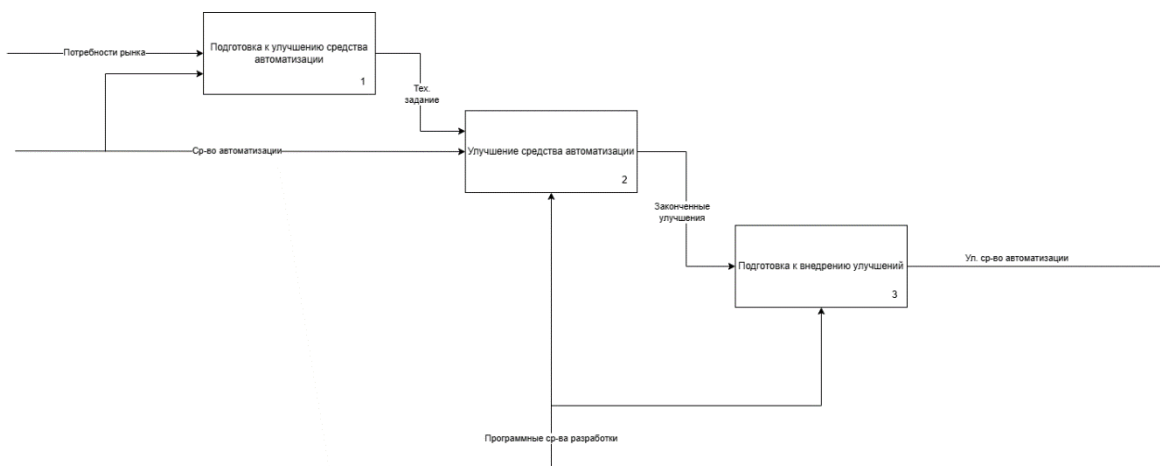 Потребности рынка
Подготовка к улучшению средства
автоматизации
1
Тех.
задание
Ср-во автоматизации
Улучшение средства автоматизации
2
Законченные
улучшения
Подготовка к внедрению улучшений
3
Ул. ср-во автоматизации
Программные ср-ва разработки